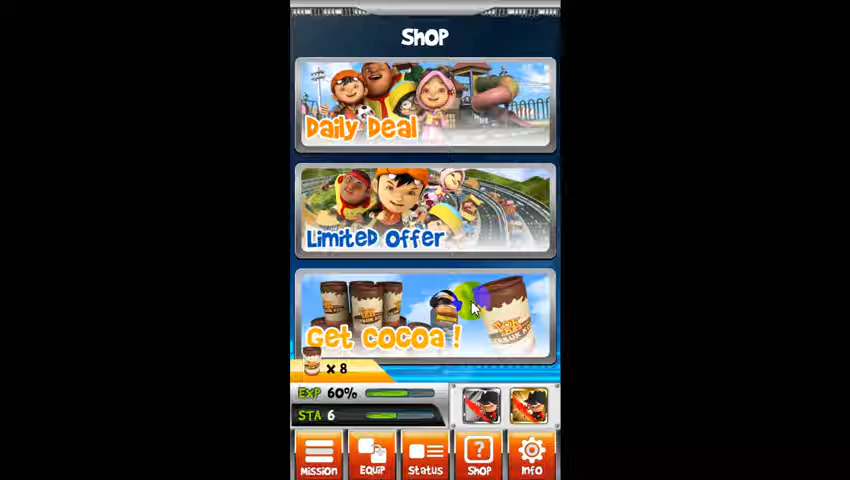 Shop
Daily Deal
Limited Offer
Get cocoa !
x 8
EXP 60%
STA 6
Mission
Equip
Status
?
Shop
Info